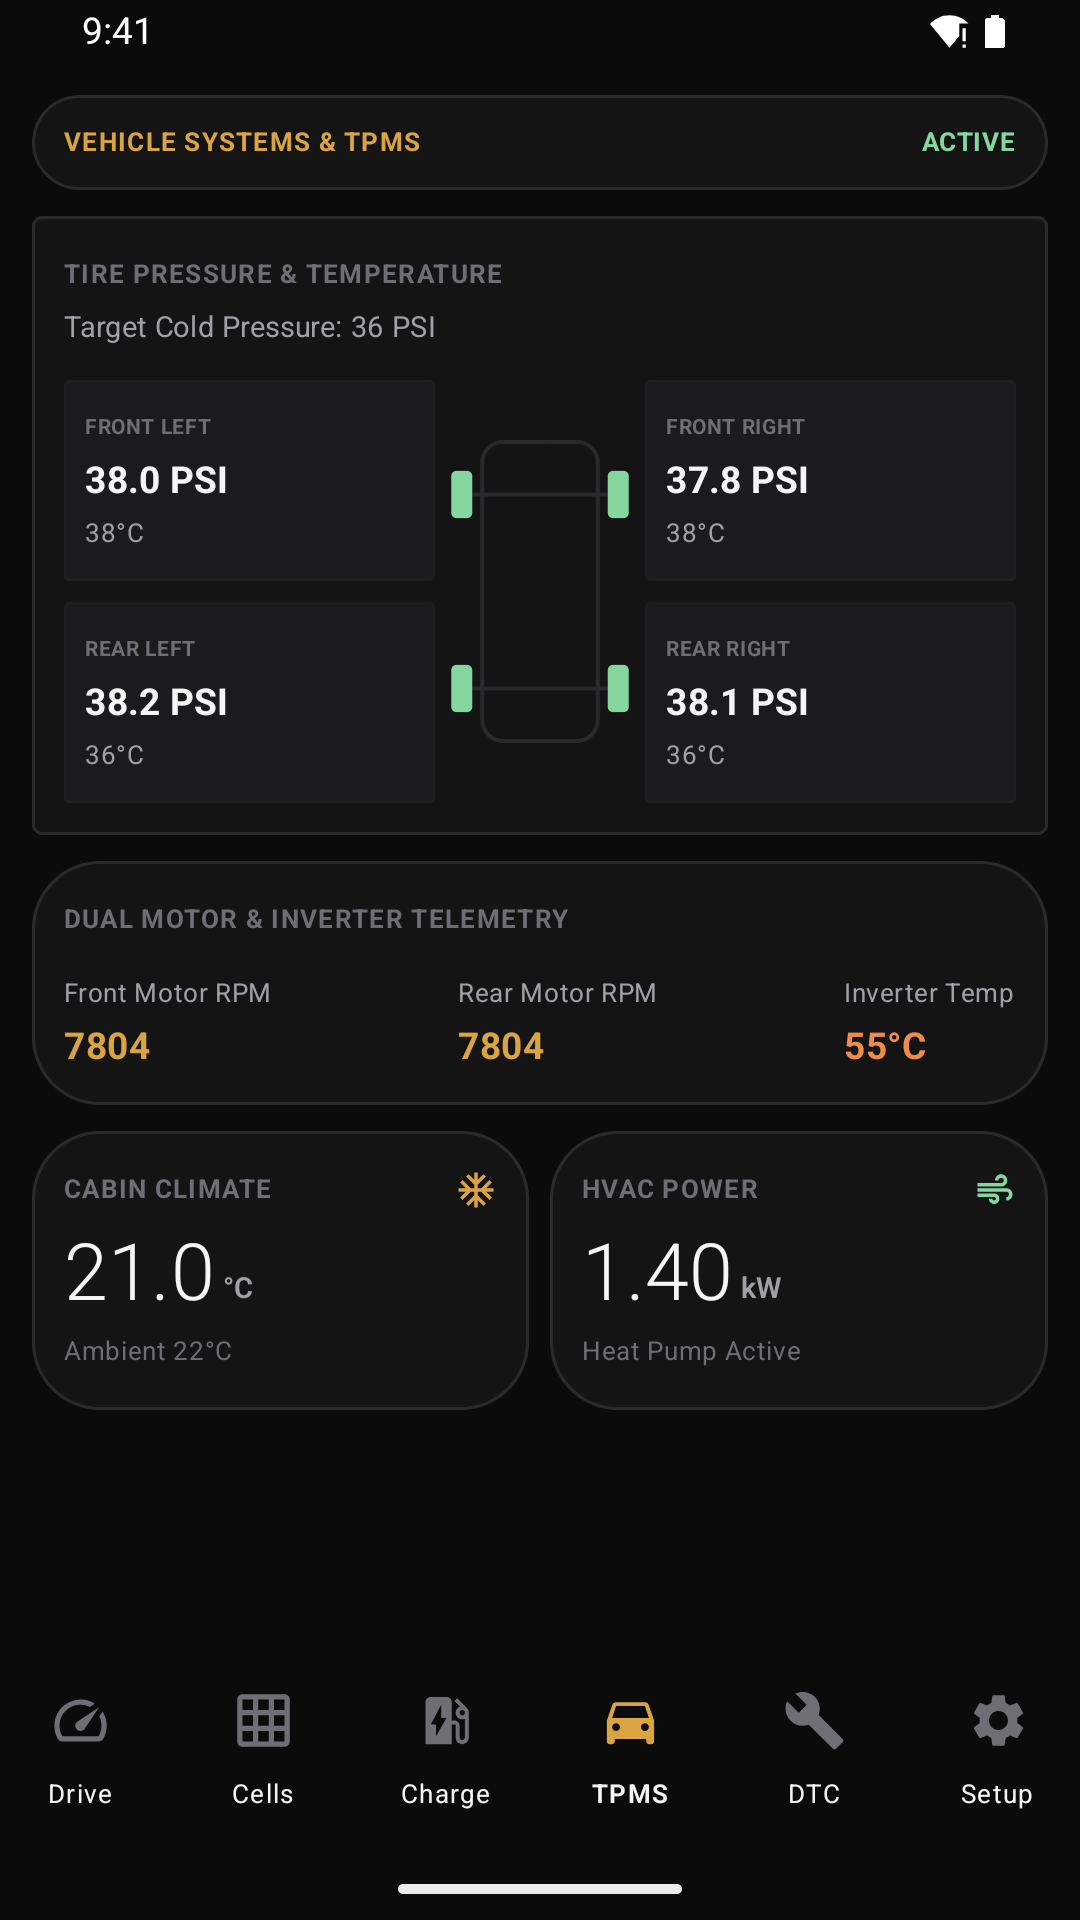 9:41
VEHICLE SYSTEMS & TPMS
ACTIVE
TIRE PRESSURE & TEMPERATURE
Target Cold Pressure: 36 PSI
FRONT LEFT
38.0 PSI
38°C
FRONT RIGHT
37.8 PSI
38°C
REAR LEFT
38.2 PSI
36°C
REAR RIGHT
38.1 PSI
36°C
DUAL MOTOR & INVERTER TELEMETRY
Front Motor RPM
7804
Rear Motor RPM
7804
Inverter Temp
55°C
CABIN CLIMATE
21.0 °C
Ambient 22°C
HVAC POWER
1.40 kW
Heat Pump Active
Drive
Cells
Charge
TPMS
DTC
Setup